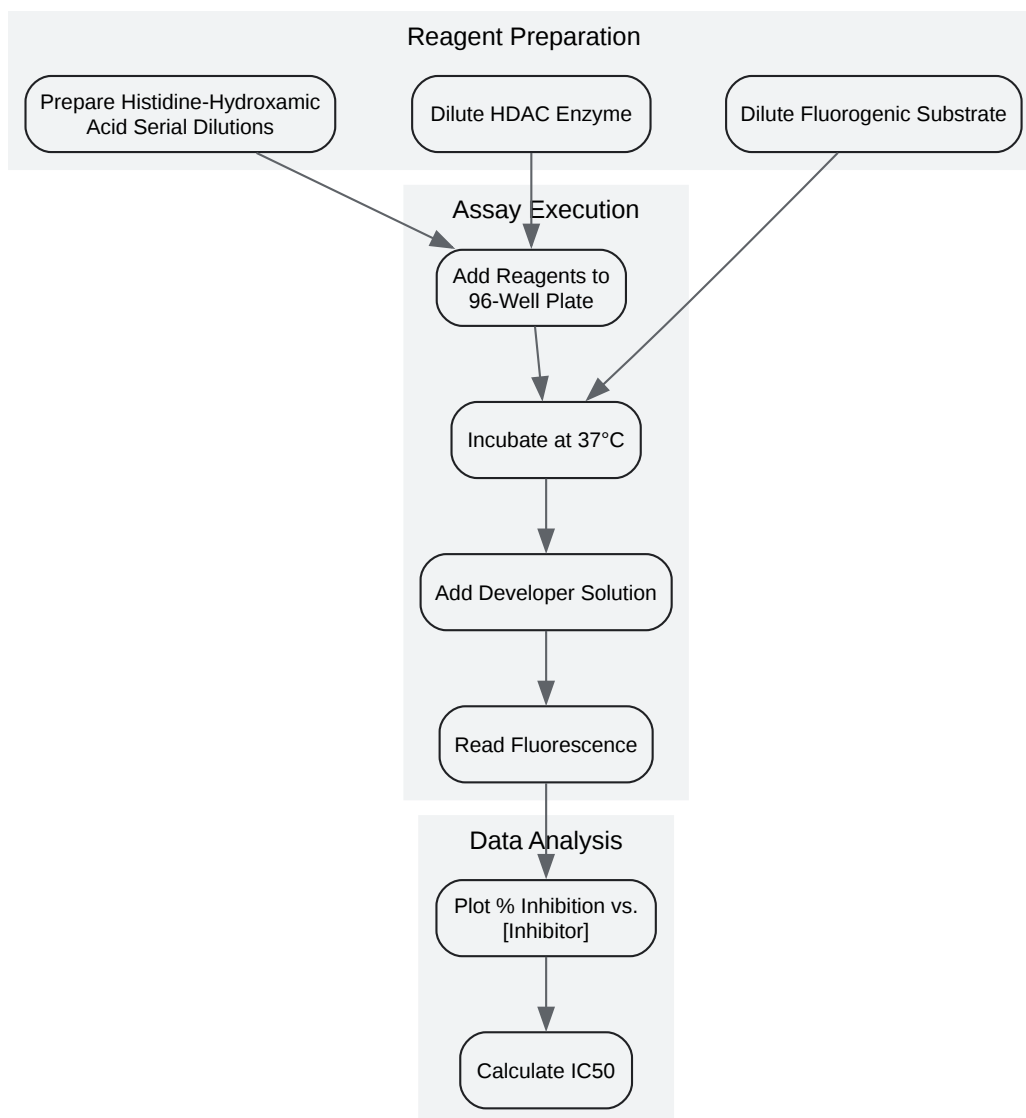 Reagent Preparation
Prepare Histidine-Hydroxamic
Acid Serial Dilutions
Dilute HDAC Enzyme
Dilute Fluorogenic Substrate
Assay Execution
Add Reagents to
96-Well Plate
Incubate at 37°C
Add Developer Solution
Read Fluorescence
Data Analysis
Plot % Inhibition vs.
[Inhibitor]
Calculate IC50